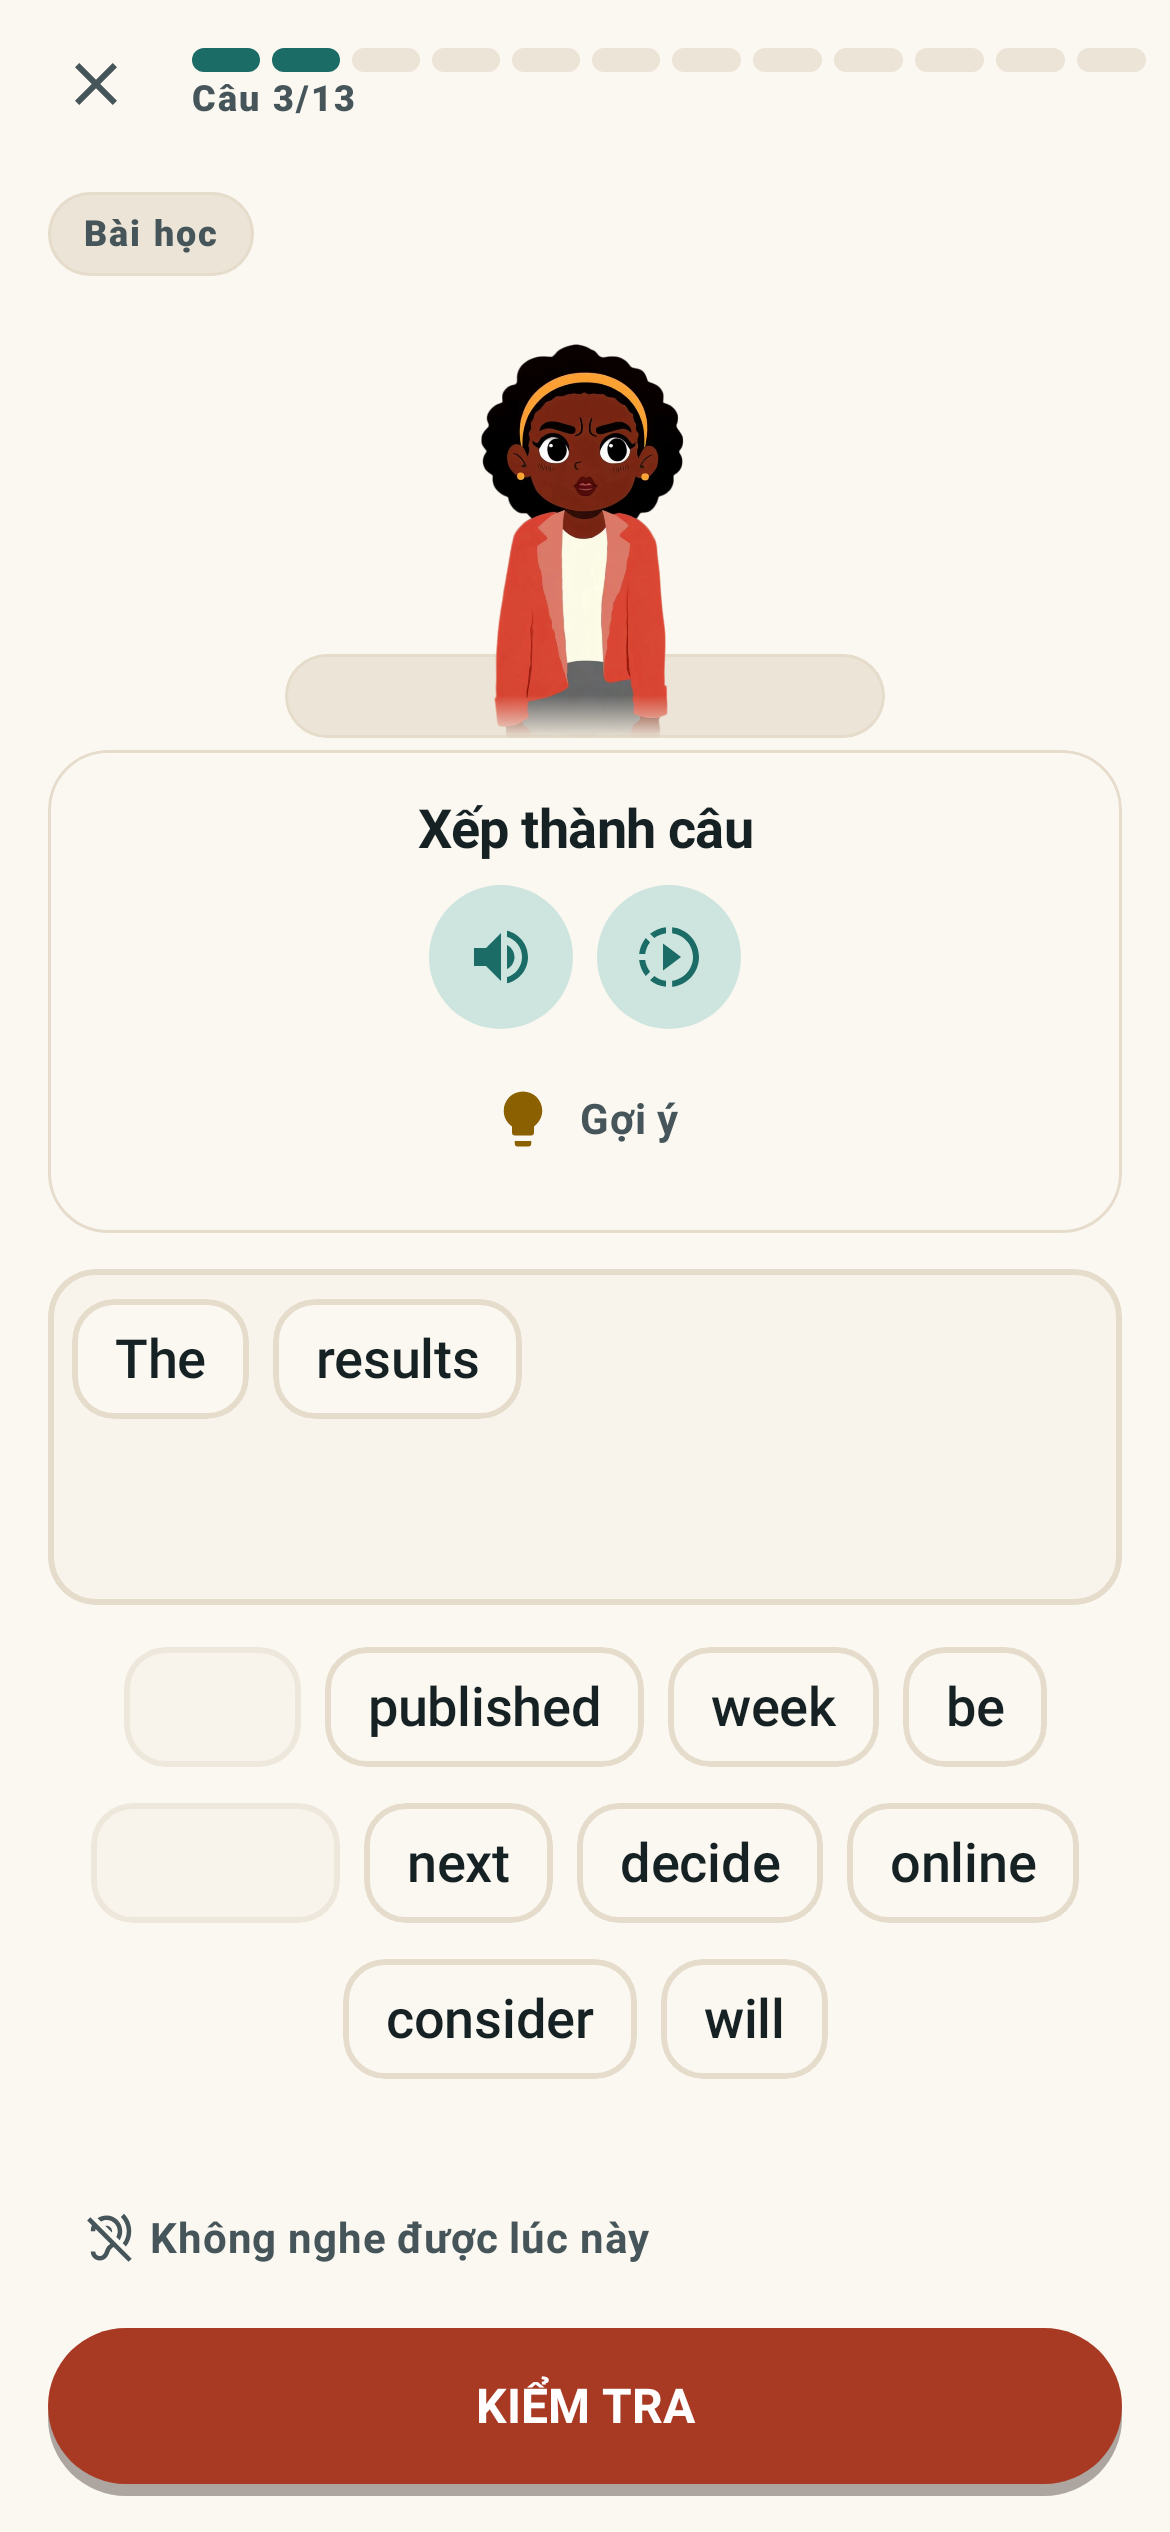 Câu 3/13
Bài học
Xếp thành câu
Gợi ý
The results
published week be
next decide online
consider will
Không nghe được lúc này
KIỂM TRA